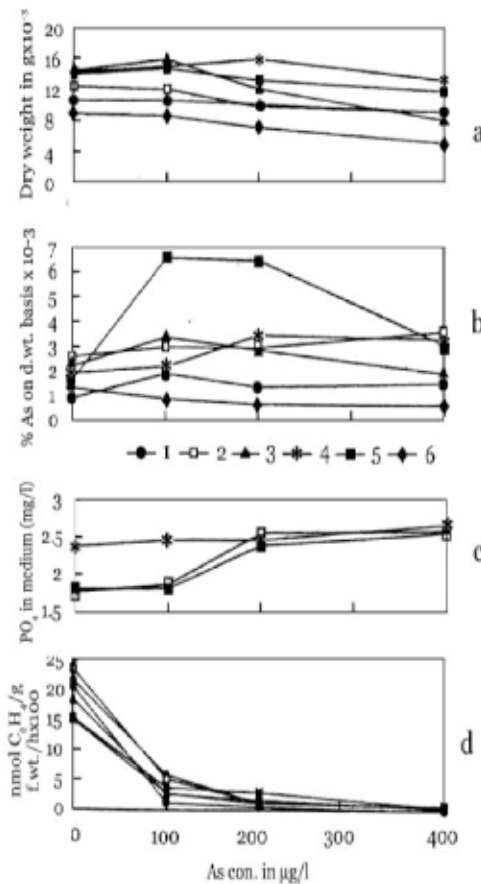 Dry weight in gx10⁻³
20
16
12
8
4
0
a
% As on d.wt. basis x 10-3
7
6
5
4
3
2
1
0
b
1 2 3 4 5 6
PO₄ in medium (mg/l)
3
2.5
2
1.5
c
nmol C₂H₄/g
f.wt./hx100
25
20
15
10
5
0
d
0 100 200 300 400
As con. in µg/l